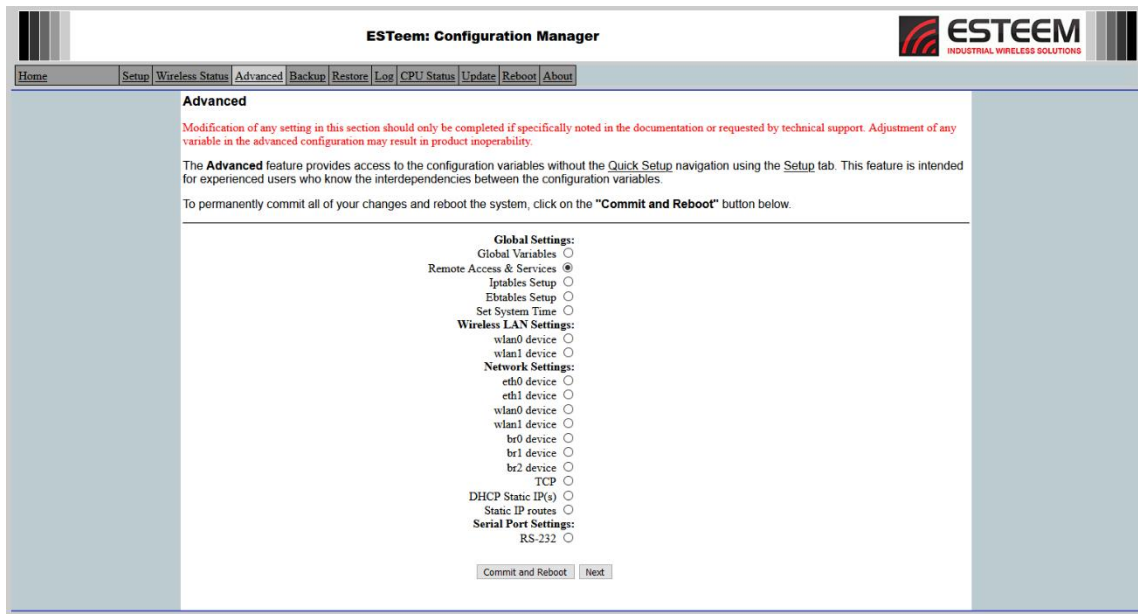 ESTeem: Configuration Manager
ESTEEM
INDUSTRIAL WIRELESS SOLUTIONS
Home Setup Wireless Status Advanced Backup Restore Log CPU Status Update Reboot About
Advanced
Modification of any setting in this section should only be completed if specifically noted in the documentation or requested by technical support. Adjustment of any
variable in the advanced configuration may result in product inoperability.
The Advanced feature provides access to the configuration variables without the Quick Setup navigation using the Setup tab. This feature is intended
for experienced users who know the interdependencies between the configuration variables.
To permanently commit all of your changes and reboot the system, click on the "Commit and Reboot" button below.
Global Settings:
Global Variables
Remote Access & Services
Iptables Setup
Ebtables Setup
Set System Time
Wireless LAN Settings:
wlan0 device
wlan1 device
Network Settings:
eth0 device
eth1 device
wlan0 device
wlan1 device
br0 device
br1 device
br2 device
TCP
DHCP Static IP(s)
Static IP routes
Serial Port Settings:
RS-232
Commit and Reboot Next